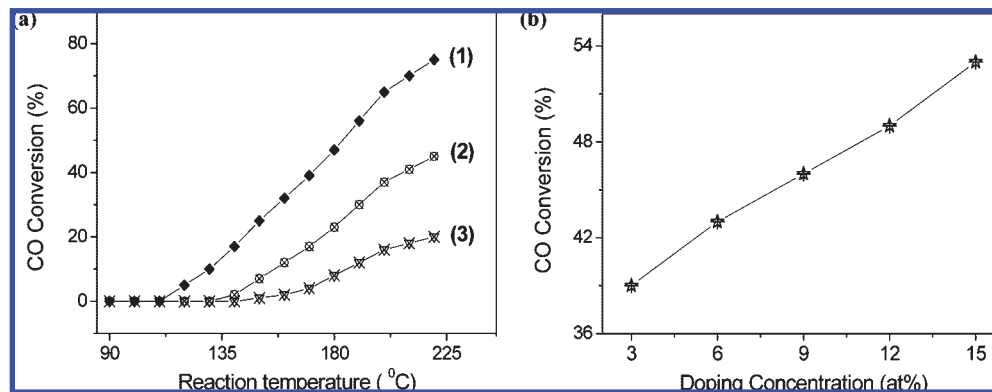 (a)
CO Conversion (%)
80
60
40
20
0
(1)
(2)
(3)
90 135 180 225
Reaction temperature ( ⁰C)
(b)
CO Conversion (%)
54
48
42
36
3 6 9 12 15
Doping Concentration (at%)